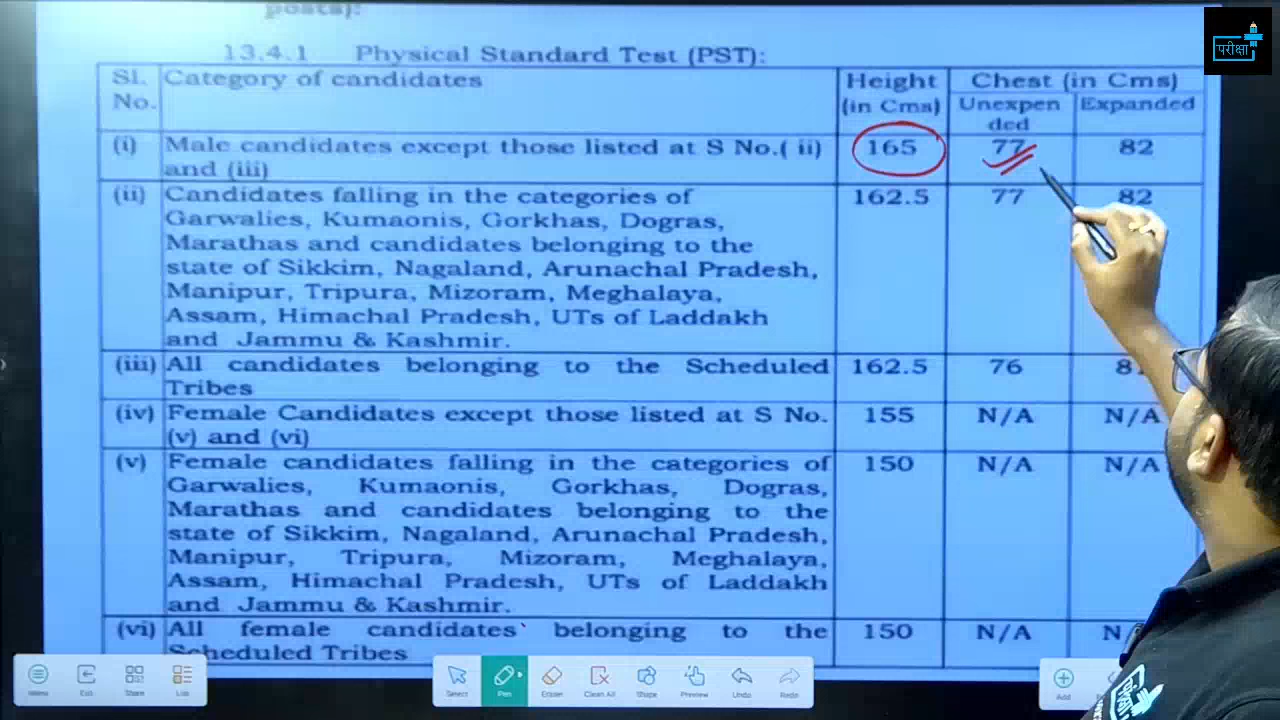 posts):
परीक्षा
13.4.1 Physical Standard Test (PST):
Sl. No. Category of candidates Height (in Cms) Chest (in Cms)
Unexpen ded Expanded
(i) Male candidates except those listed at S No.( ii) 165 77 82
and (iii)
(ii) Candidates falling in the categories of 162.5 77 82
Garwalies, Kumaonis, Gorkhas, Dogras,
Marathas and candidates belonging to the
state of Sikkim, Nagaland, Arunachal Pradesh,
Manipur, Tripura, Mizoram, Meghalaya,
Assam, Himachal Pradesh, UTs of Laddakh
and Jammu & Kashmir.
(iii) All candidates belonging to the Scheduled 162.5 76
Tribes
(iv) Female Candidates except those listed at S No. 155 N/A N/A
(v) and (vi)
(v) Female candidates falling in the categories of 150 N/A N/A
Garwalies, Kumaonis, Gorkhas, Dogras,
Marathas and candidates belonging to the
state of Sikkim, Nagaland, Arunachal Pradesh,
Manipur, Tripura, Mizoram, Meghalaya,
Assam, Himachal Pradesh, UTs of Laddakh
and Jammu & Kashmir.
(vi) All female candidates belonging to the 150 N/A N
Scheduled Tribes
Menu Exit Share List Select Pen Eraser Clean All Shape Preview Undo Redo Add